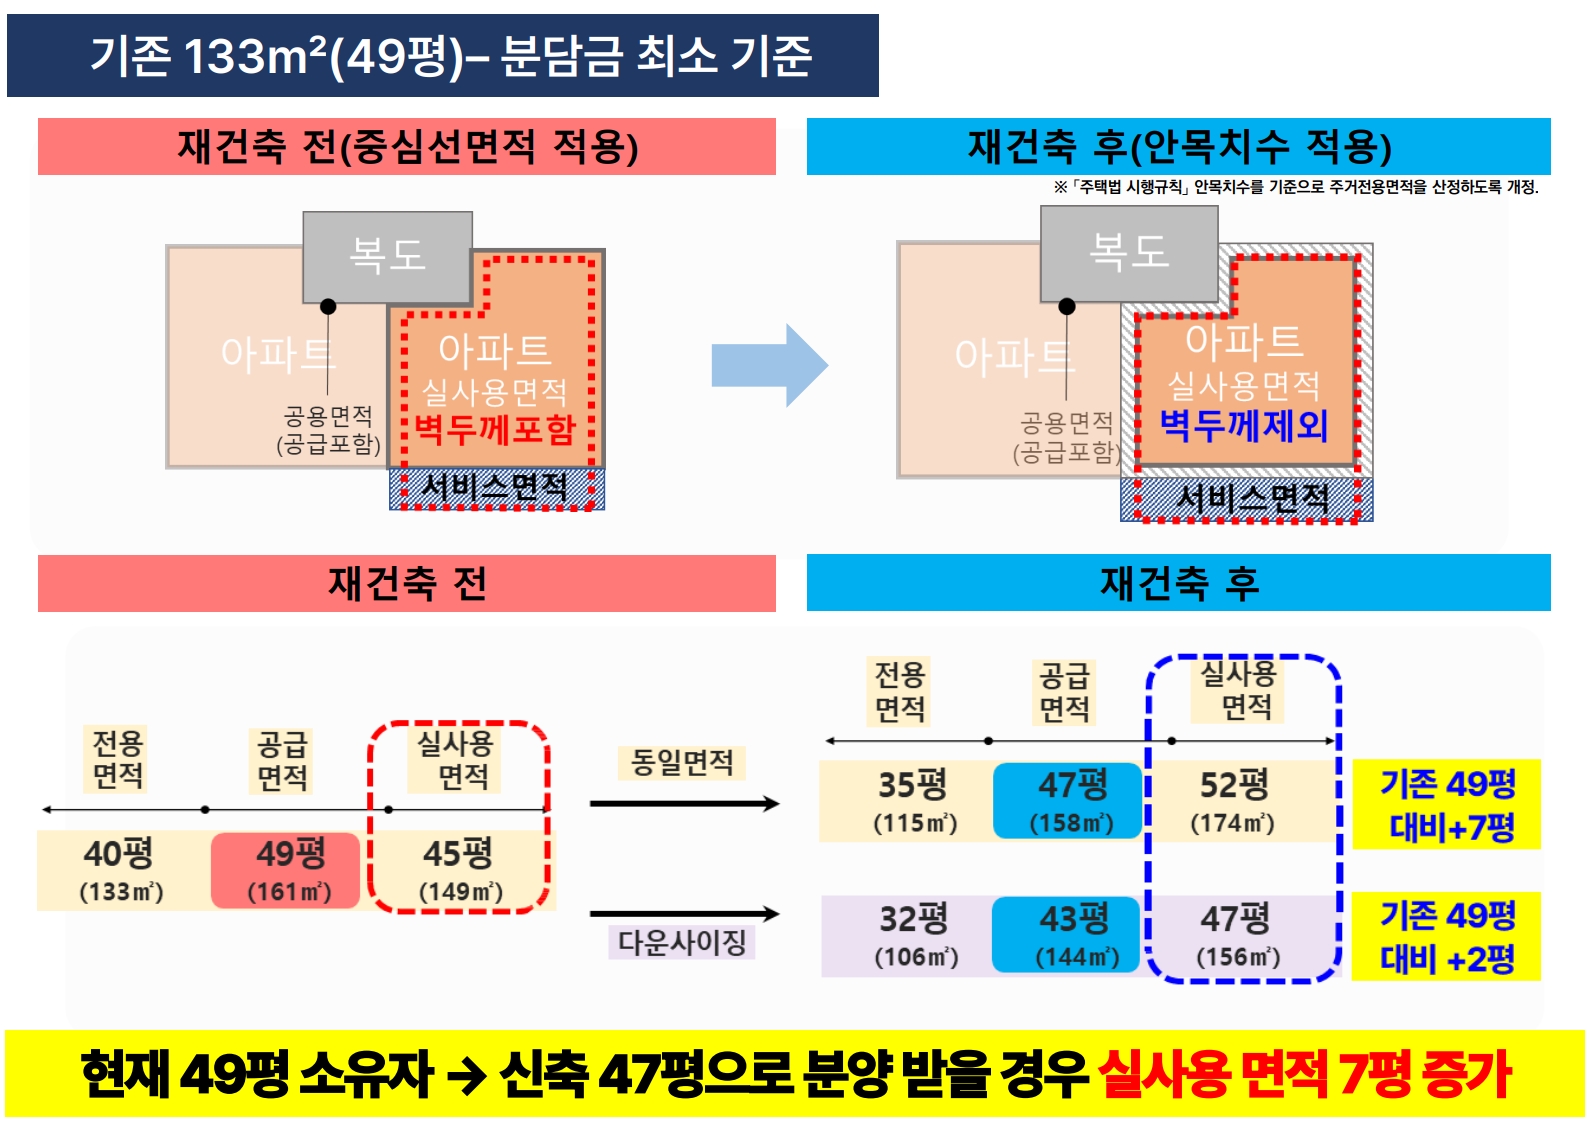 기존 133m²(49평)– 분담금 최소 기준
재건축 전(중심선면적 적용)
재건축 후(안목치수 적용)
※ 「주택법 시행규칙」 안목치수를 기준으로 주거전용면적을 산정하도록 개정.
복도
아파트
아파트
실사용면적
벽두께포함
공용면적
(공급포함)
서비스면적
복도
아파트
아파트
실사용면적
벽두께제외
공용면적
(공급포함)
서비스면적
재건축 전
재건축 후
전용
면적
공급
면적
실사용
면적
40평
(133㎡)
49평
(161㎡)
45평
(149㎡)
동일면적
다운사이징
전용
면적
공급
면적
실사용
면적
35평
(115㎡)
47평
(158㎡)
52평
(174㎡)
기존 49평
대비+7평
32평
(106㎡)
43평
(144㎡)
47평
(156㎡)
기존 49평
대비 +2평
현재 49평 소유자 → 신축 47평으로 분양 받을 경우 실사용 면적 7평 증가